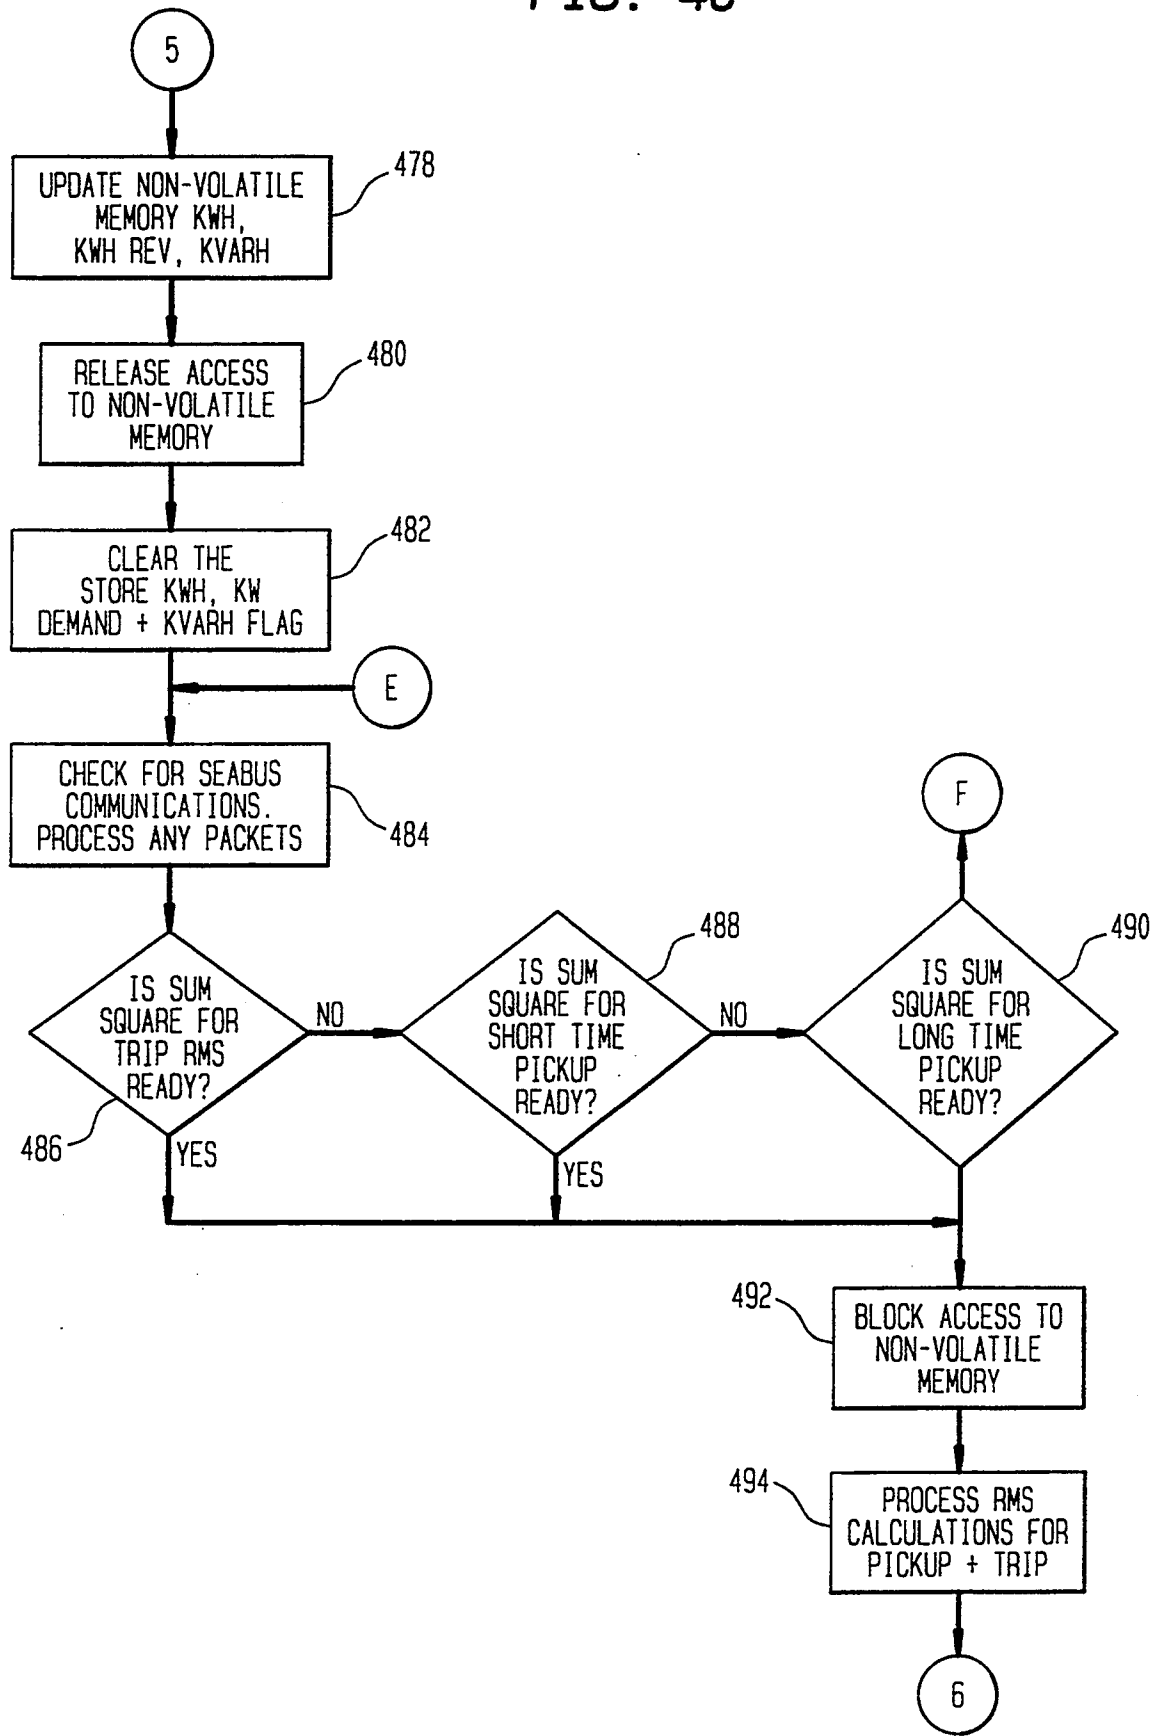 5
UPDATE NON-VOLATILE
MEMORY KWH,
KWH REV, KVARH
478
RELEASE ACCESS
TO NON-VOLATILE
MEMORY
480
CLEAR THE
STORE KWH, KW
DEMAND + KVARH FLAG
482
E
CHECK FOR SEABUS
COMMUNICATIONS.
PROCESS ANY PACKETS
484
F
IS SUM
SQUARE FOR
TRIP RMS
READY?
486
NO
YES
IS SUM
SQUARE FOR
SHORT TIME
PICKUP
READY?
488
NO
YES
IS SUM
SQUARE FOR
LONG TIME
PICKUP
READY?
490
492
BLOCK ACCESS TO
NON-VOLATILE
MEMORY
494
PROCESS RMS
CALCULATIONS FOR
PICKUP + TRIP
6